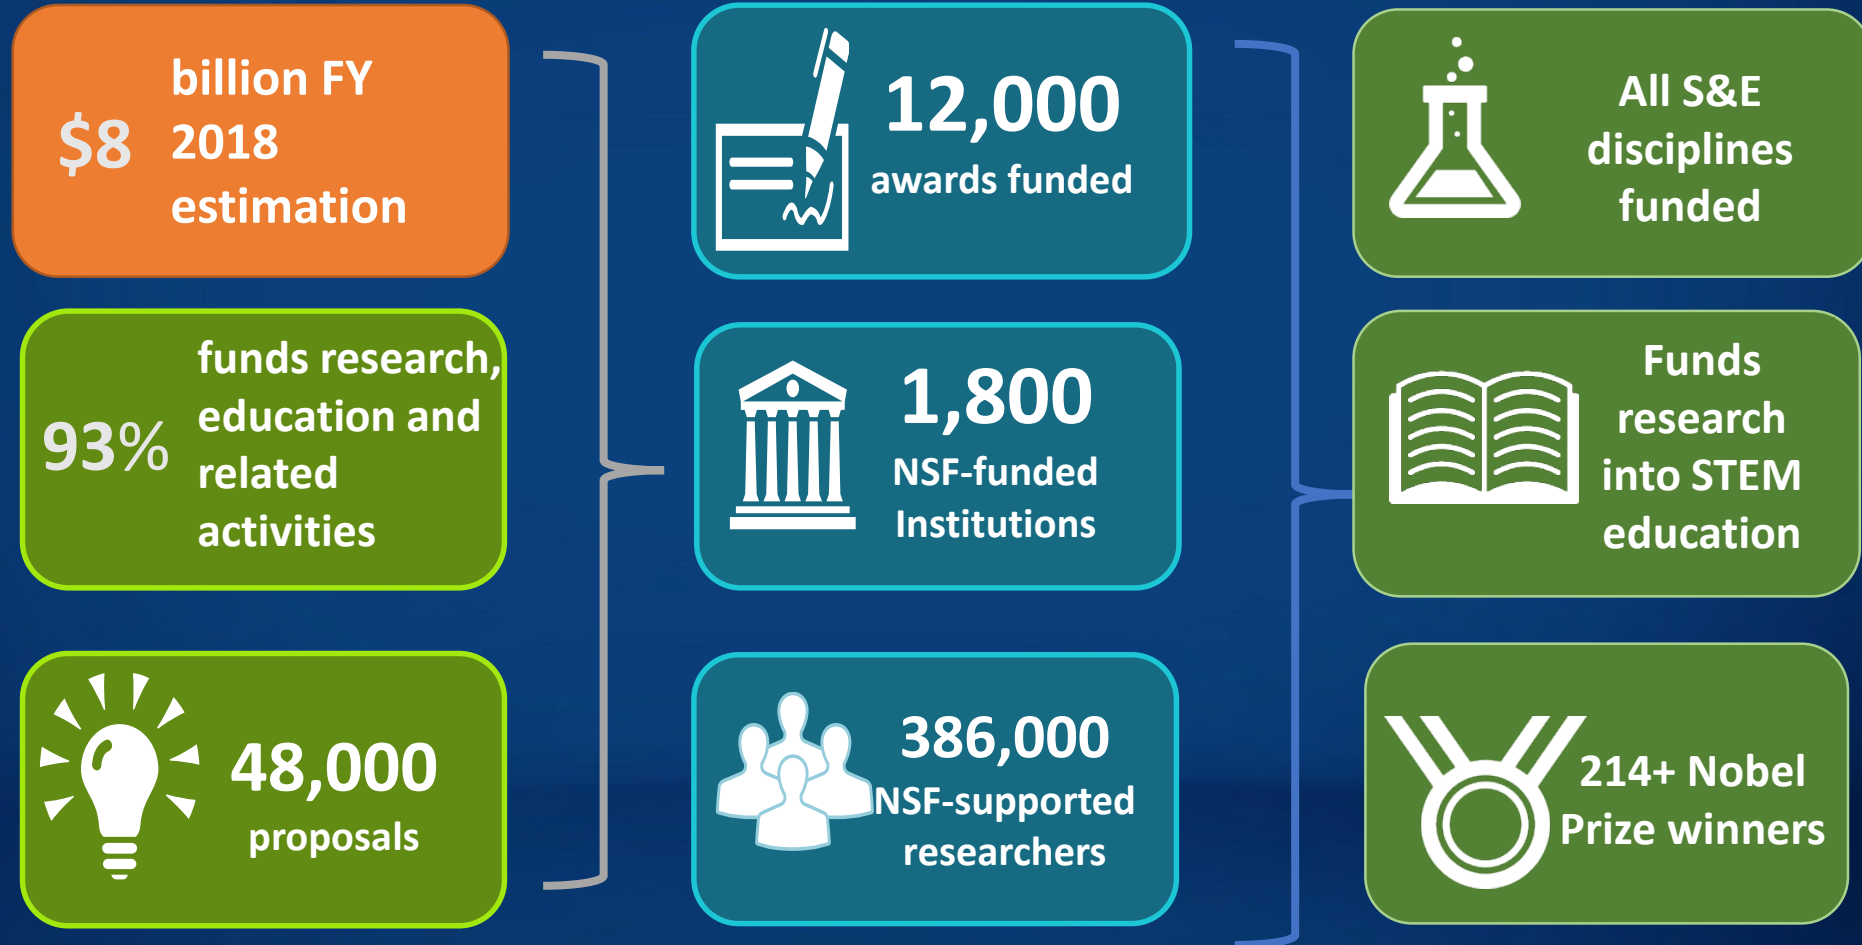 $8
billion FY
2018
estimation
93%
funds research,
education and
related
activities
48,000
proposals
12,000
awards funded
1,800
NSF-funded
Institutions
386,000
NSF-supported
researchers
All S&E
disciplines
funded
Funds
research
into STEM
education
214+ Nobel
Prize winners